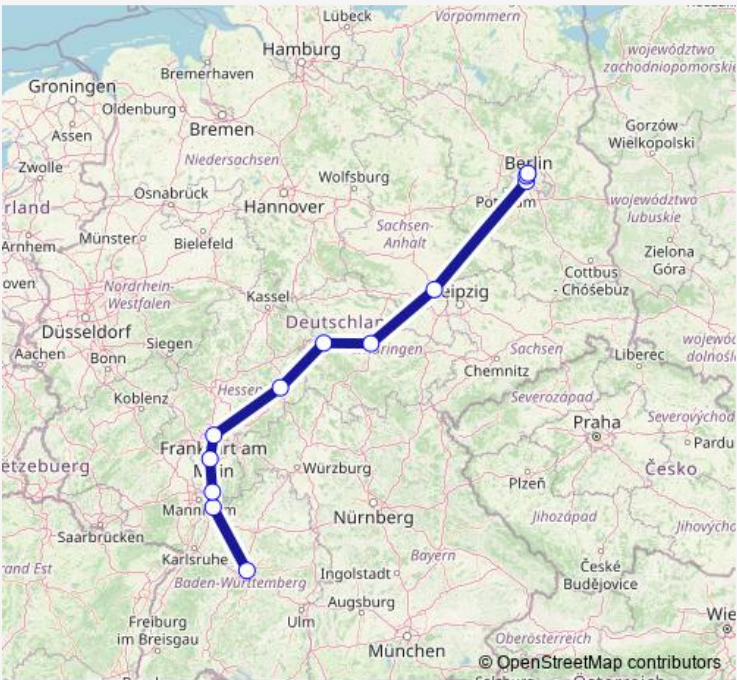 Lübeck
Vorpommern
Hamburg
województwo
zachodniopomorskie
Bremerhaven
Groningen
Oldenburg
Bremen
Assen
Gorzów
Wielkopolski
Niedersachsen
Berlin
Zwolle
Wolfsburg
Osnabrück
Hannover
województwo
lubuskie
rland
Sachsen-
Anhalt
Münster
Bielefeld
Arnhem
Zielona
Góra
Cottbus
- Chóśebuz
oven
Nordrhein-
Westfalen
Kassel
eipzig
Deutschlan
Düsseldorf
Siegen
ringen
Sachsen
Liberec
Aachen
Bonn
Chemnitz
Koblenz
Hessen
Severozápad
Severovýchod
Praha
Frankfurt am
Main
Würzburg
Pardu
ëtzebuerg
Plzeň
Česko
Mannheim
Nürnberg
Jihozápad
Jihovýcho
Saarbrücken
Karlsruhe
Bayern
and Est
Baden-Württemberg
Ingolstadt
České
Budějovice
Augsburg
Freiburg
im Breisgau
Ulm
Wie
München
Oberösterreich
© OpenStreetMap contributors